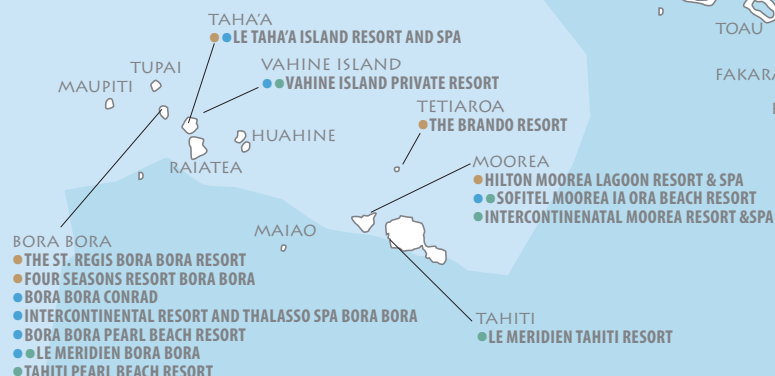 TAHA'A
LE TAHA'A ISLAND RESORT AND SPA
TOAU
VAHINE ISLAND
VAHINE ISLAND PRIVATE RESORT
TUPAI
MAUPITI
FAKARA
TETIAROA
THE BRANDO RESORT
HUAHINE
RAIATEA
MOOREA
HILTON MOOREA LAGOON RESORT & SPA
SOFITEL MOOREA IA ORA BEACH RESORT
INTERCONTINENATAL MOOREA RESORT &SPA
MAIAO
BORA BORA
THE ST. REGIS BORA BORA RESORT
FOUR SEASONS RESORT BORA BORA
BORA BORA CONRAD
INTERCONTINENTAL RESORT AND THALASSO SPA BORA BORA
BORA BORA PEARL BEACH RESORT
LE MERIDIEN BORA BORA
TAHITI PEARL BEACH RESORT
TAHITI
LE MERIDIEN TAHITI RESORT